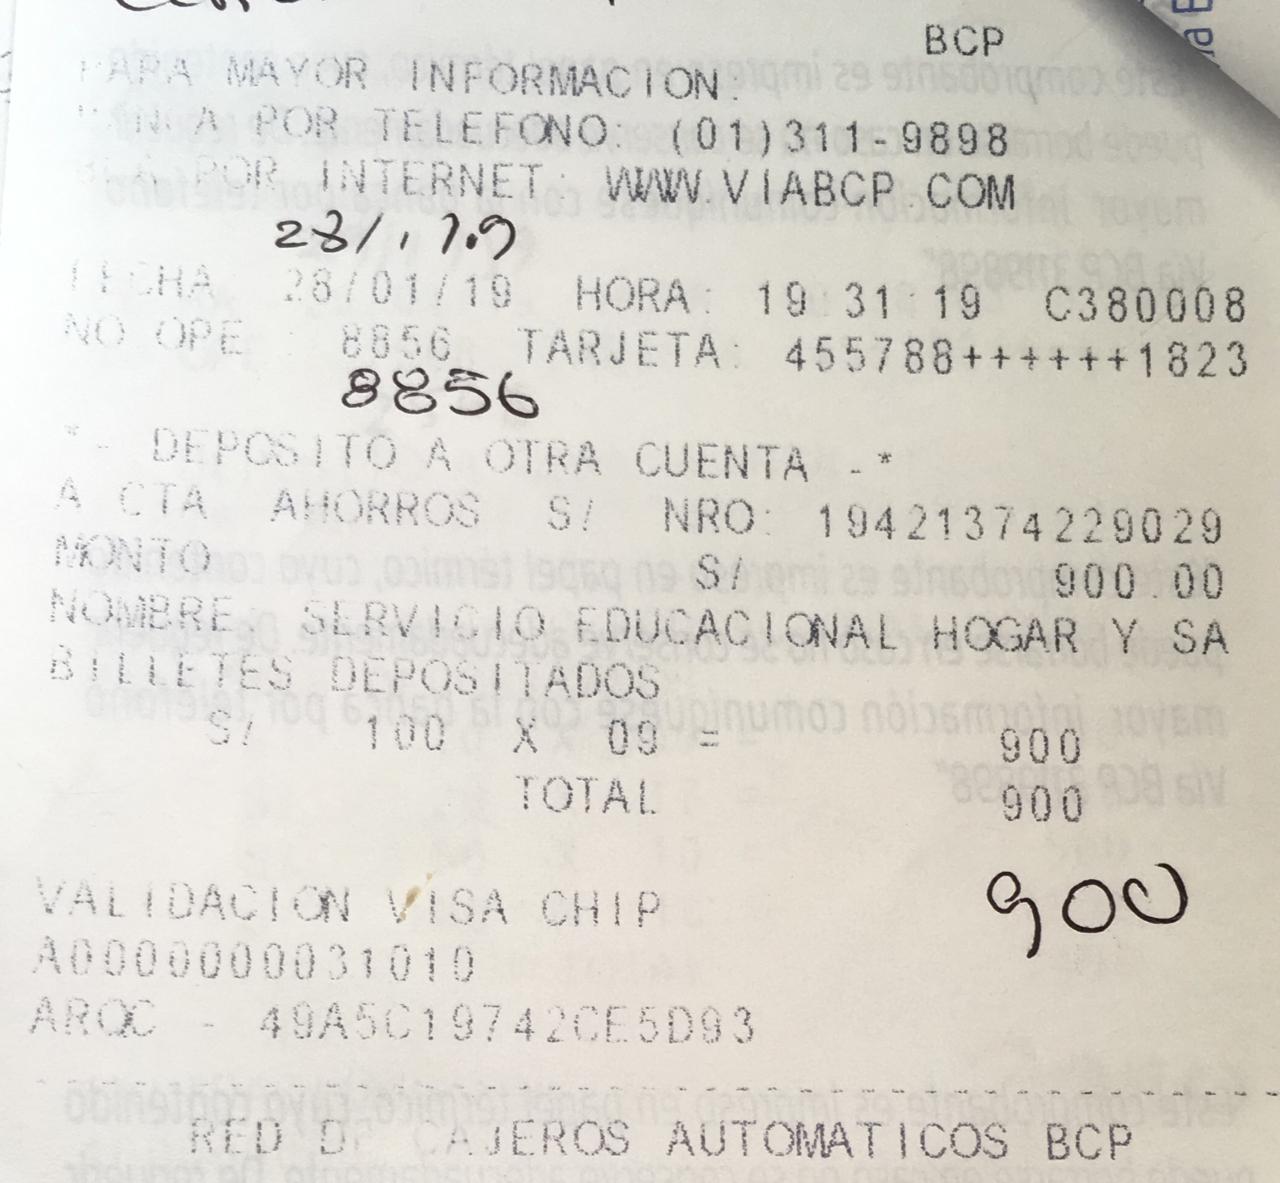 BCP
PARA MAYOR INFORMACION:
BANCA POR TELEFONO: (01)311-9898
POR INTERNET: WWW.VIABCP.COM
28/1.19
FECHA 28/01/19 HORA: 19:31:19 C380008
NO OPE : 8856 TARJETA: 455788++++++1823
8856
*- DEPOSITO A OTRA CUENTA -*
A CTA AHORROS S/ NRO: 19421374229029
MONTO S/ 900.00
NOMBRE SERVICIO EDUCACIONAL HOGAR Y SA
BILLETES DEPOSITADOS
S/ 100 X 09 = 900
TOTAL 900
900
VALIDACION VISA CHIP
A0000000031010
ARQC - 49A5C19742CE5D93
RED DE CAJEROS AUTOMATICOS BCP